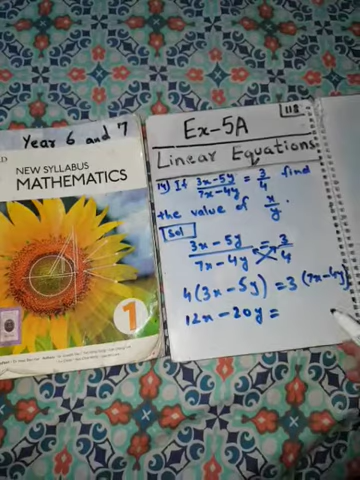 Year 6 and 7
NEW SYLLABUS
MATHEMATICS
1
118
Ex-5A
Linear Equations
14) If (3x-5y)/(7x-4y) = 3/4 find
the value of x/y.
Sol
(3x-5y)/(7x-4y) = 3/4
4(3x-5y) = 3(7x-4y)
12x-20y =